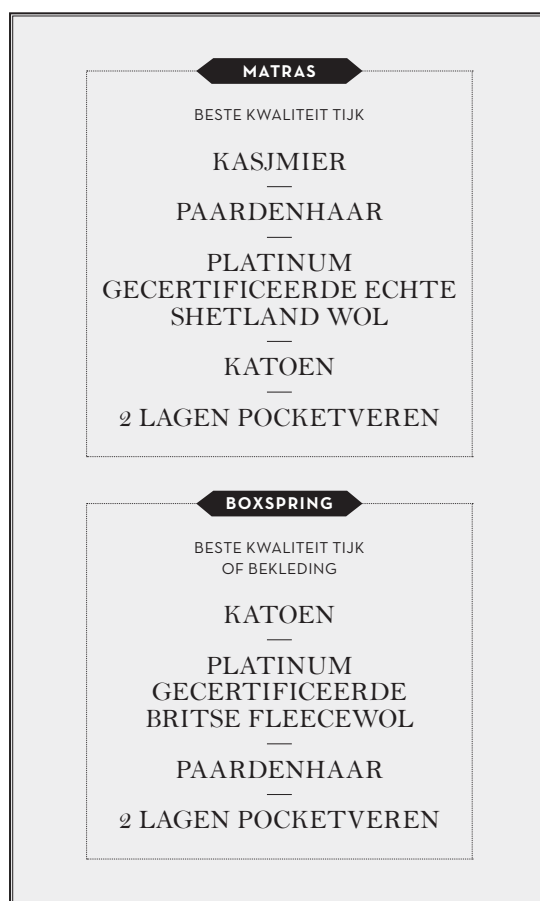 MATRAS
BESTE KWALITEIT TIJK
KASJMIER
PAARDENHAAR
PLATINUM
GECERTIFICEERDE ECHTE
SHETLAND WOL
KATOEN
2 LAGEN POCKETVEREN
BOXSPRING
BESTE KWALITEIT TIJK
OF BEKLEDING
KATOEN
PLATINUM
GECERTIFICEERDE
BRITSE FLEECEWOL
PAARDENHAAR
2 LAGEN POCKETVEREN